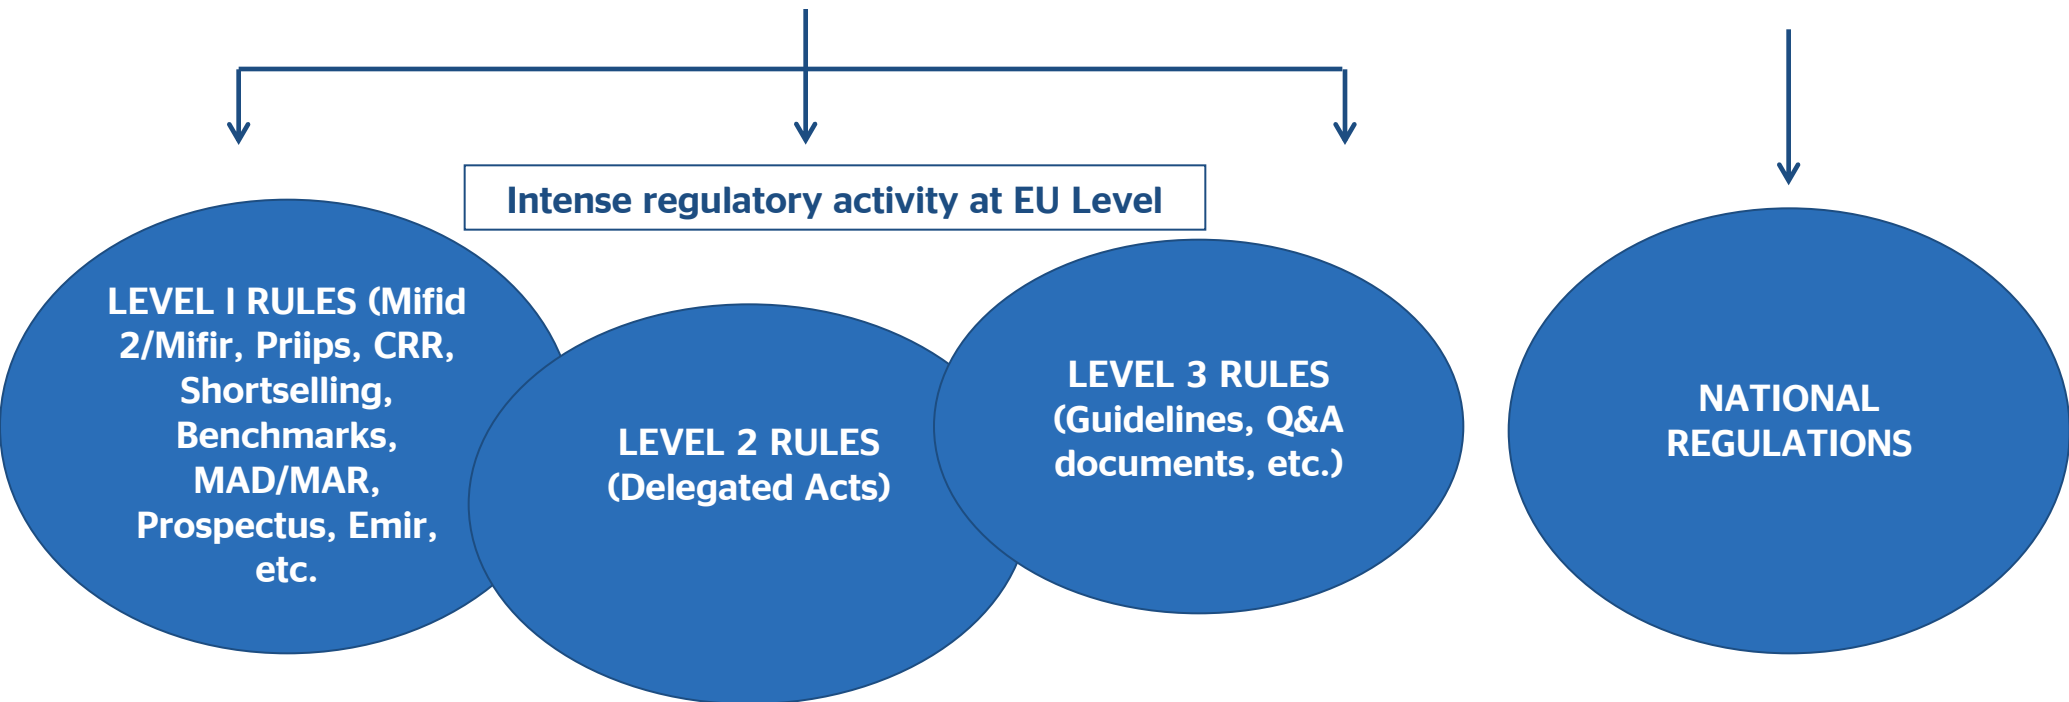 Intense regulatory activity at EU Level
LEVEL I RULES (Mifid
2/Mifir, Priips, CRR,
Shortselling,
Benchmarks,
MAD/MAR,
Prospectus, Emir,
etc.
LEVEL 2 RULES
(Delegated Acts)
LEVEL 3 RULES
(Guidelines, Q&A
documents, etc.)
NATIONAL
REGULATIONS